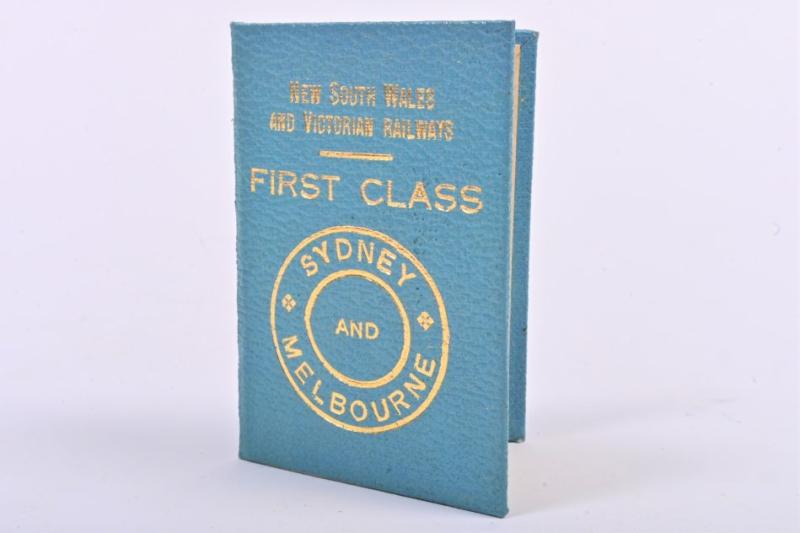 NEW SOUTH WALES
AND VICTORIAN RAILWAYS
FIRST CLASS
SYDNEY
AND
MELBOURNE